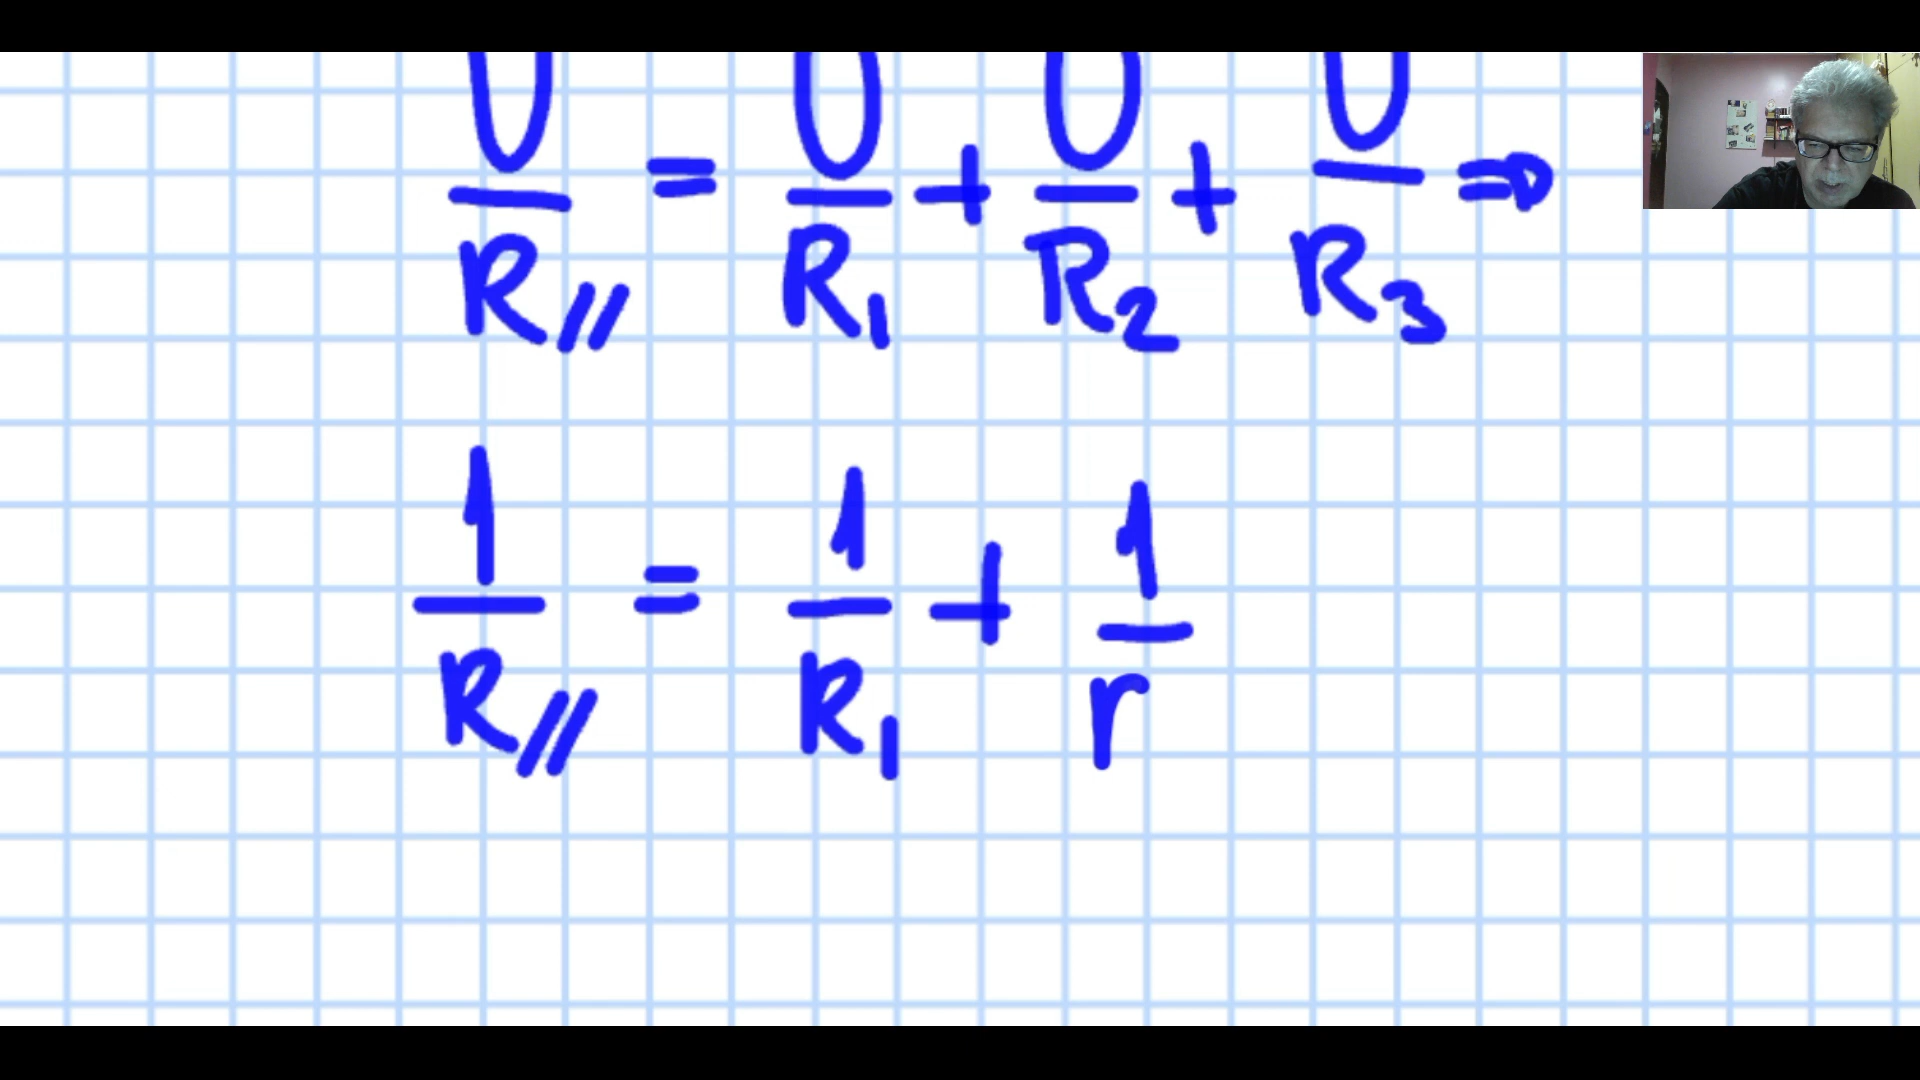 U/R// = U/R1 + U/R2 + U/R3 ⇒
1/R// = 1/R1 + 1/r